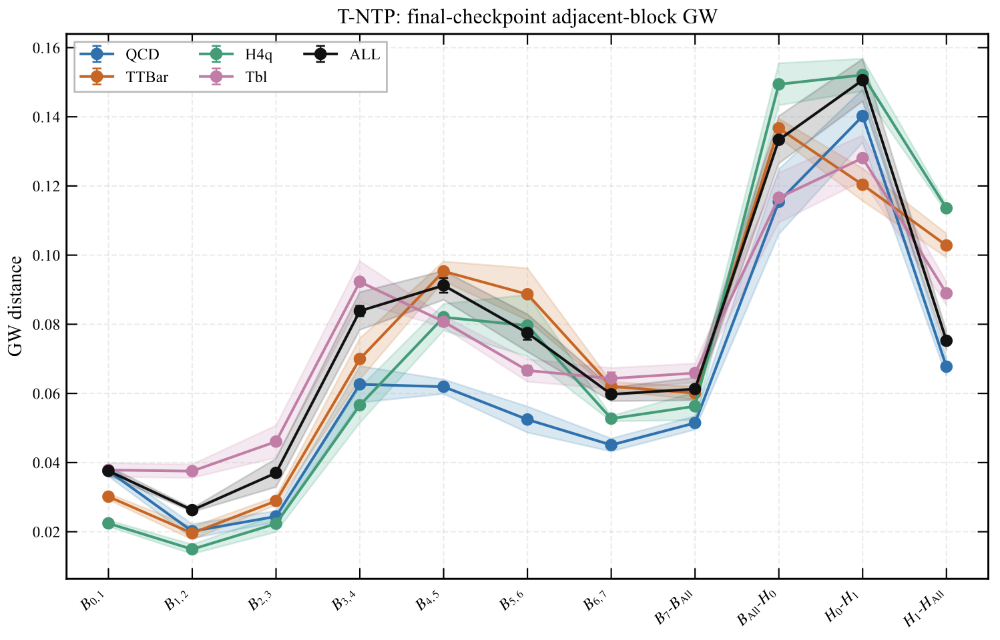 T-NTP: final-checkpoint adjacent-block GW
QCD
TTBar
H4q
Tbl
ALL
GW distance
0.16
0.14
0.12
0.10
0.08
0.06
0.04
0.02
B0,1
B1,2
B2,3
B3,4
B4,5
B5,6
B6,7
B7-BAll
BAll-H0
H0-H1
H1-HAll